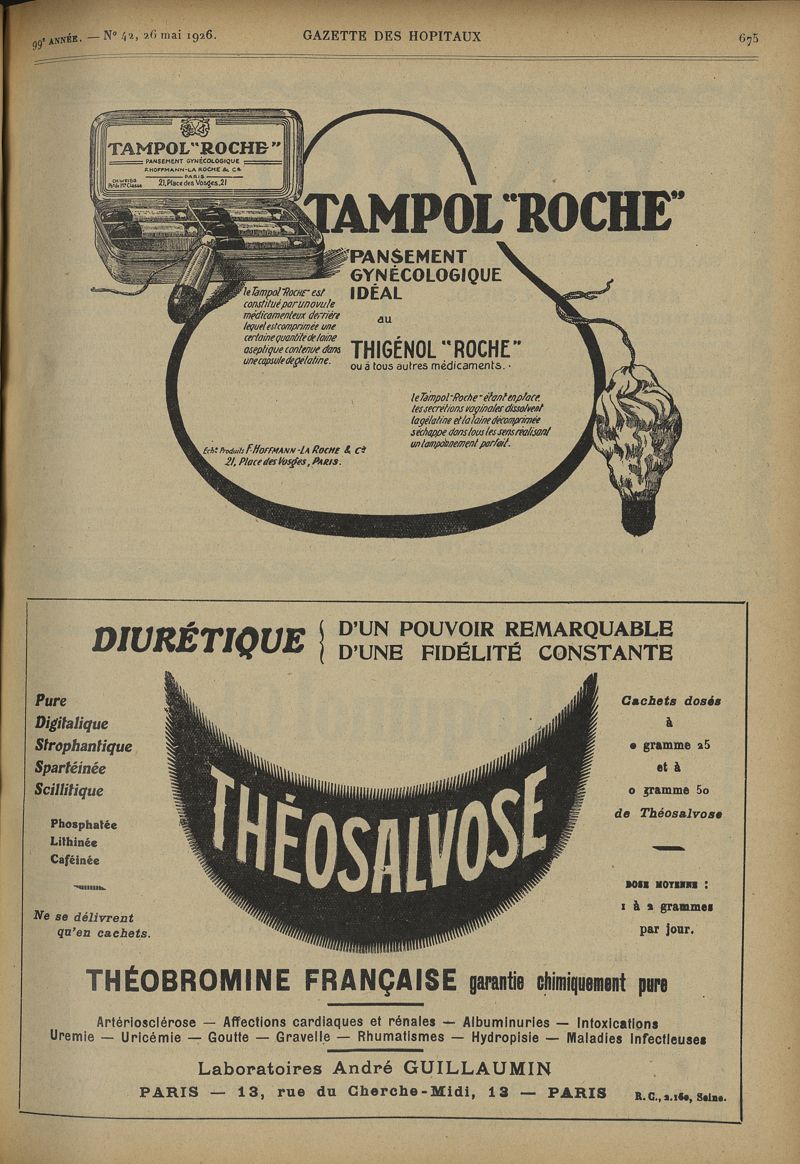 99e ANNÉE. — No 42, 26 mai 1926.
GAZETTE DES HOPITAUX
675
TAMPOL "ROCHE"
PANSEMENT GYNÉCOLOGIQUE
F.HOFFMANN-LA ROCHE & Co
PARIS
21, Place des Vosges, 21
TAMPOL "ROCHE"
PANSEMENT
GYNÉCOLOGIQUE
IDÉAL
au
THIGÉNOL "ROCHE"
ou à tous autres médicaments.
le Tampol "ROCHE" est
constitué par un ovule
médicamenteux derrière
lequel est comprimée une
certaine quantité de laine
aseptique contenue dans
une capsule de gélatine.
le Tampol "Roche" étant en place,
les secrétions vaginales dissolvent
la gélatine et la laine décomprimée
s'échappe dans tous les sens réalisant
un tamponnement parfait.
Echt Produits F. HOFFMANN-LA ROCHE & Co
21, Place des Vosges, PARIS.
DIURÉTIQUE
D'UN POUVOIR REMARQUABLE
D'UNE FIDÉLITÉ CONSTANTE
Pure
Digitalique
Strophantique
Spartéinée
Scillitique
Phosphatée
Lithinée
Caféinée
Ne se délivrent
qu'en cachets.
THÉOSALVOSE
Cachets dosés
à
0 gramme 25
et à
0 gramme 50
de Théosalvose
DOSE MOYENNE :
1 à 2 grammes
par jour.
THÉOBROMINE FRANÇAISE garantie chimiquement pure
Artériosclérose — Affections cardiaques et rénales — Albuminuries — Intoxications
Uremie — Uricémie — Goutte — Gravelle — Rhumatismes — Hydropisie — Maladies Infectieuses
Laboratoires André GUILLAUMIN
PARIS — 13, rue du Cherche-Midi, 13 — PARIS
R. C., 2.160, Seine.